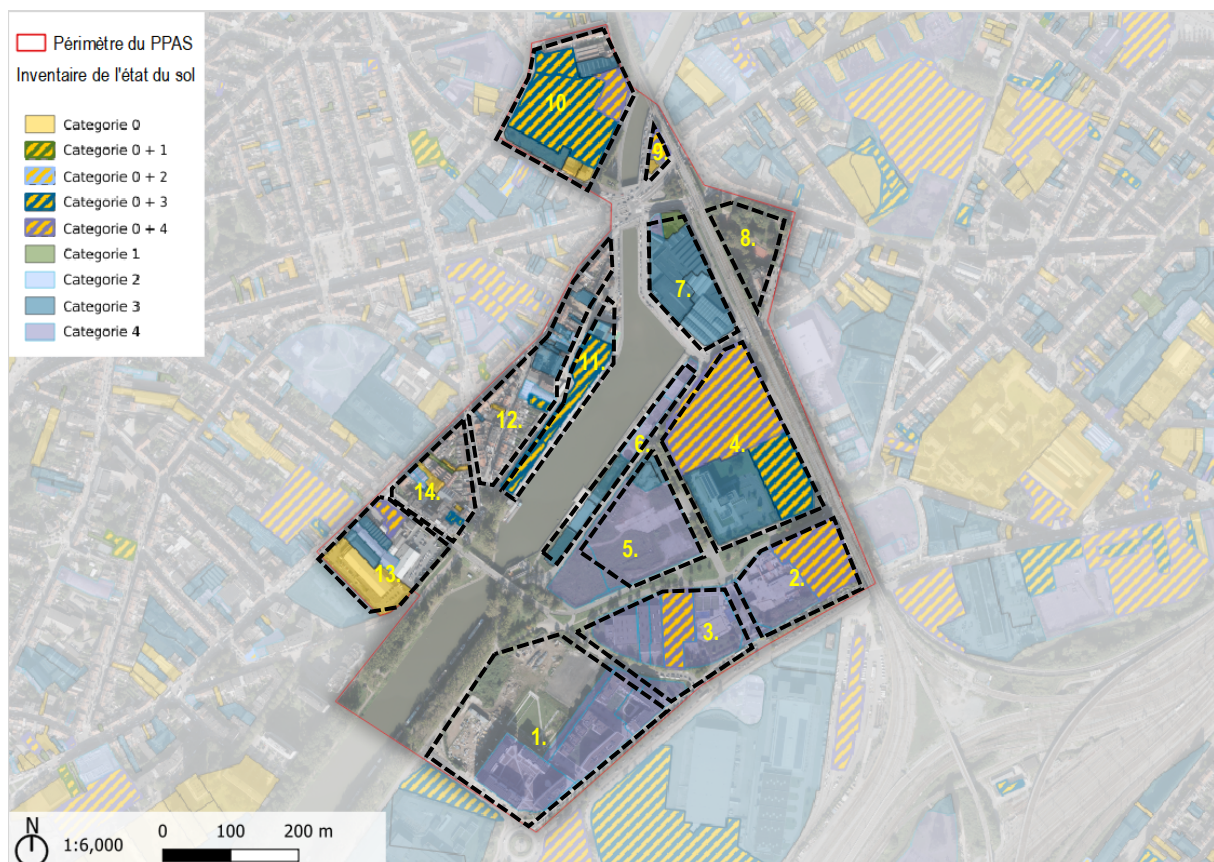 Périmètre du PPAS
Inventaire de l'état du sol
Categorie 0
Categorie 0 + 1
Categorie 0 + 2
Categorie 0 + 3
Categorie 0 + 4
Categorie 1
Categorie 2
Categorie 3
Categorie 4
10
9.
8.
7.
11.
12.
6.
4.
14.
5.
13.
2.
3.
1.
N
1:6,000
0 100 200 m